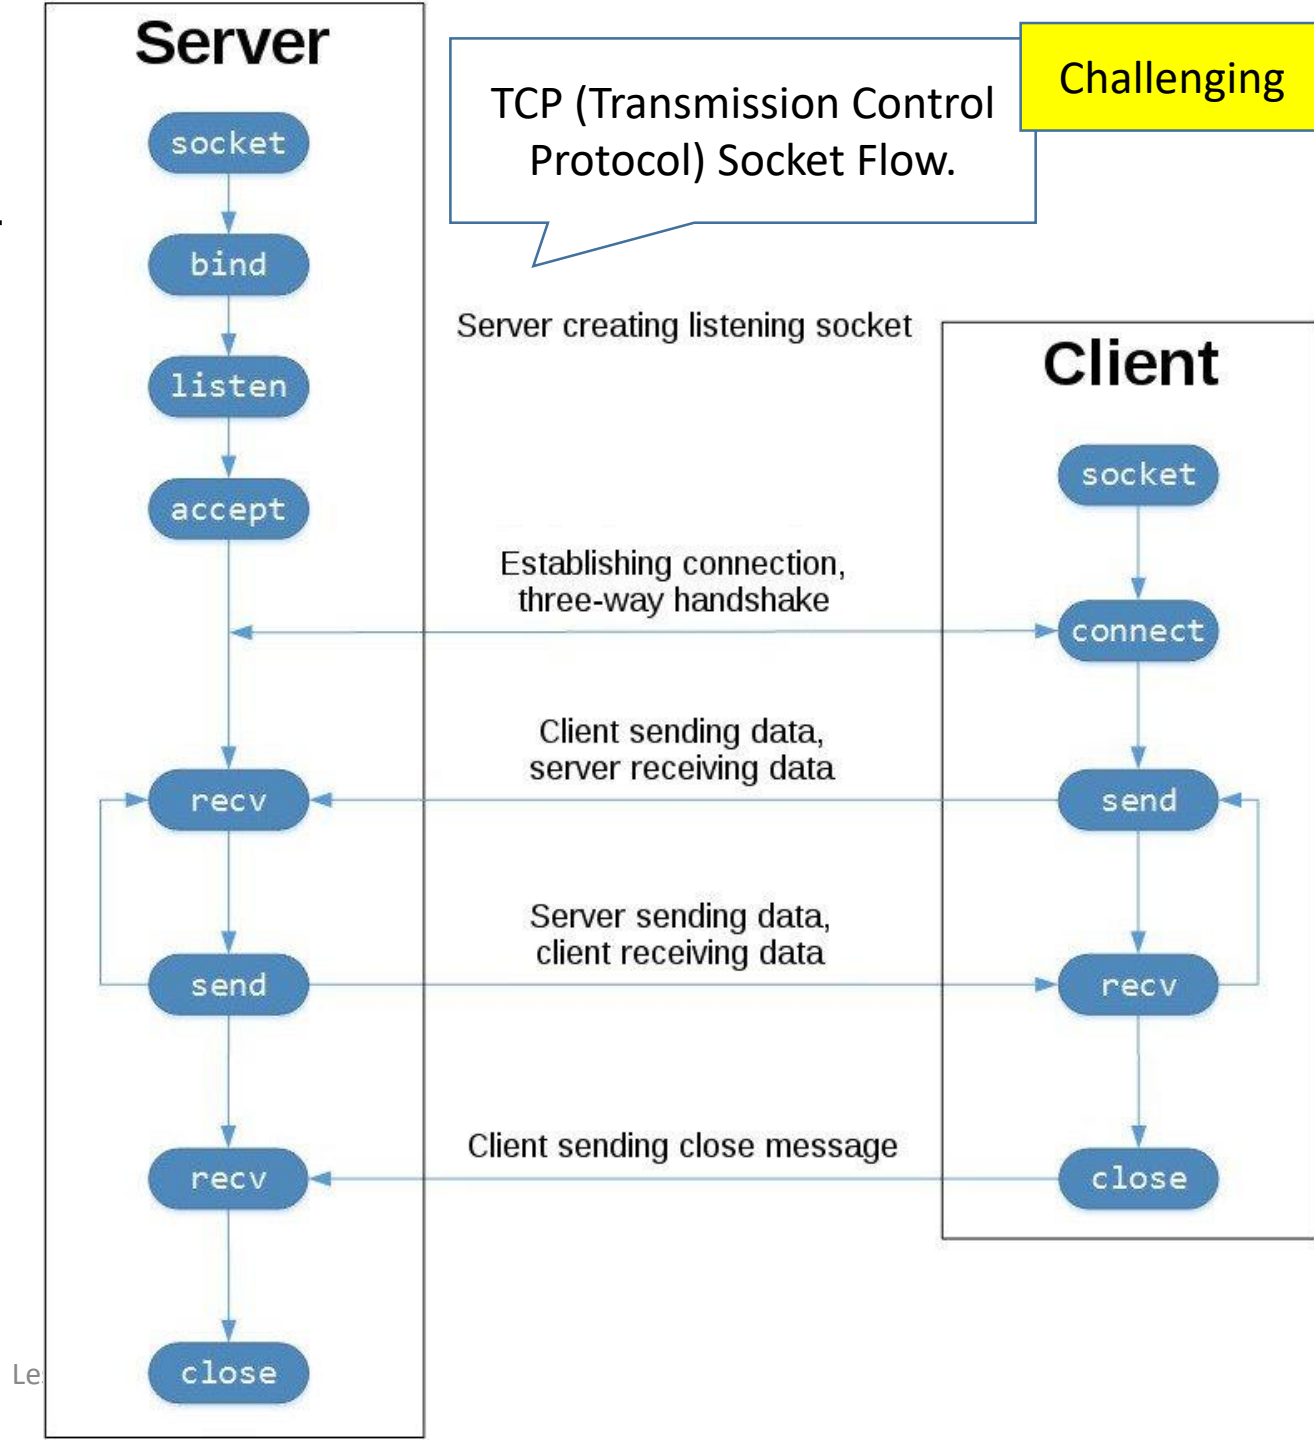 Server
TCP (Transmission Control
Protocol) Socket Flow.
Challenging
socket
bind
Server creating listening socket
listen
Client
accept
socket
Establishing connection,
three-way handshake
connect
Client sending data,
server receiving data
recv
send
Server sending data,
client receiving data
send
recv
Client sending close message
recv
close
close